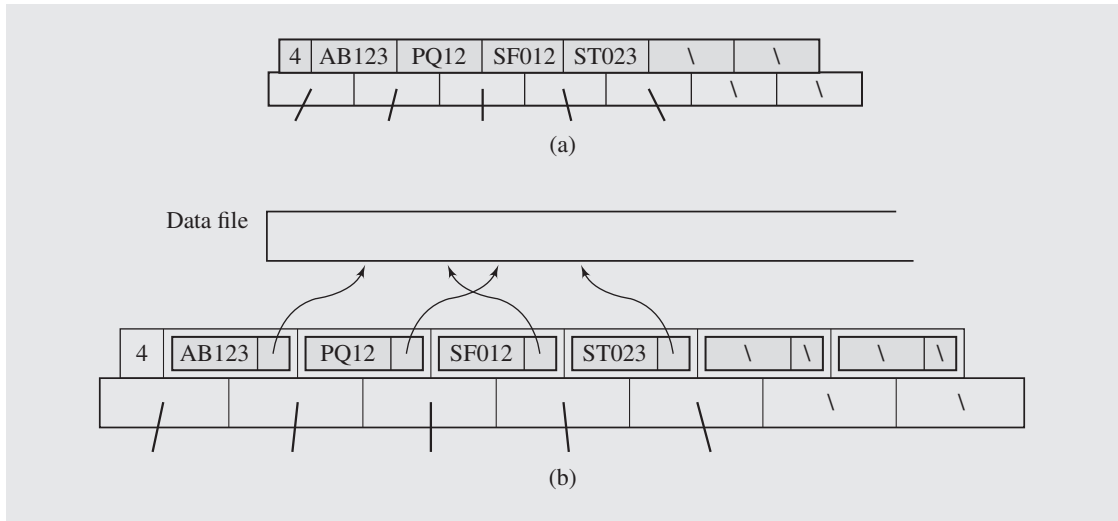 4 AB123 PQ12 SF012 ST023 \ \
\ \
(a)
Data file
4 AB123 PQ12 SF012 ST023 \ \ \ \
\ \
(b)